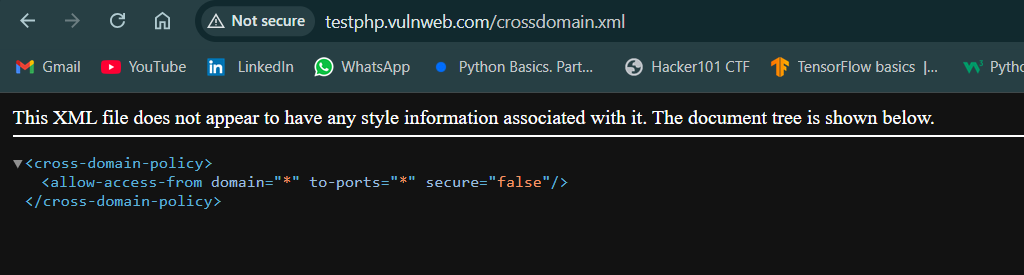 Not secure testphp.vulnweb.com/crossdomain.xml
Gmail YouTube LinkedIn WhatsApp Python Basics. Part... Hacker101 CTF TensorFlow basics |... Pytho
This XML file does not appear to have any style information associated with it. The document tree is shown below.
▼<cross-domain-policy>
<allow-access-from domain="*" to-ports="*" secure="false"/>
</cross-domain-policy>